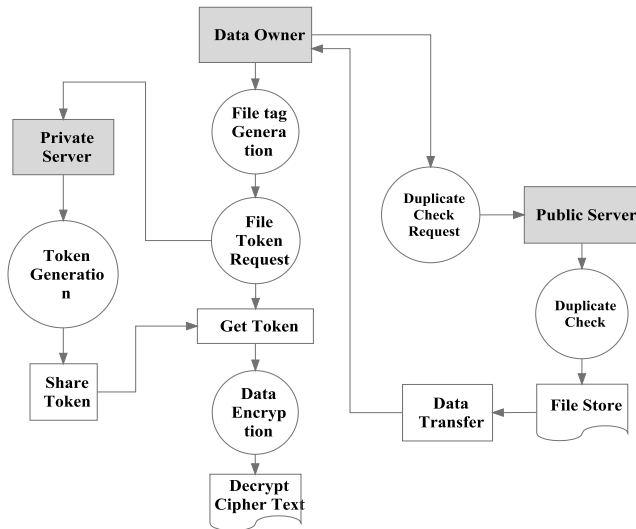 Data Owner
File tag
Genera
tion
Private
Server
File
Token
Request
Duplicate
Check
Request
Public Server
Token
Generatio
n
Get Token
Duplicate
Check
Share
Token
Data
Encryp
tion
Data
Transfer
File Store
Decrypt
Cipher Text